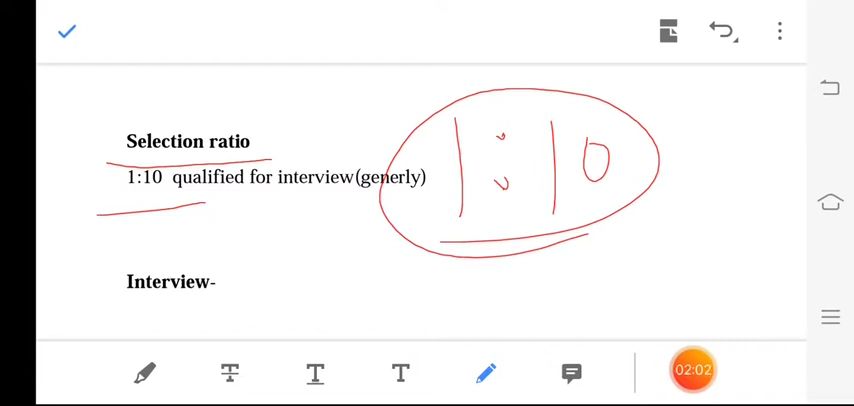 Selection ratio
1:10 qualified for interview(generly)
1:10
Interview-
T T T
02:02